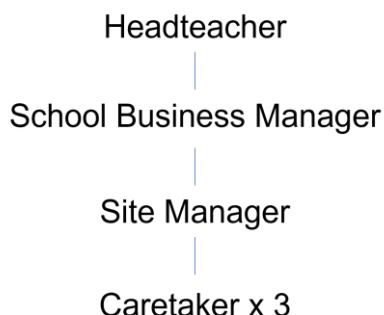 Headteacher
School Business Manager
Site Manager
Caretaker x 3